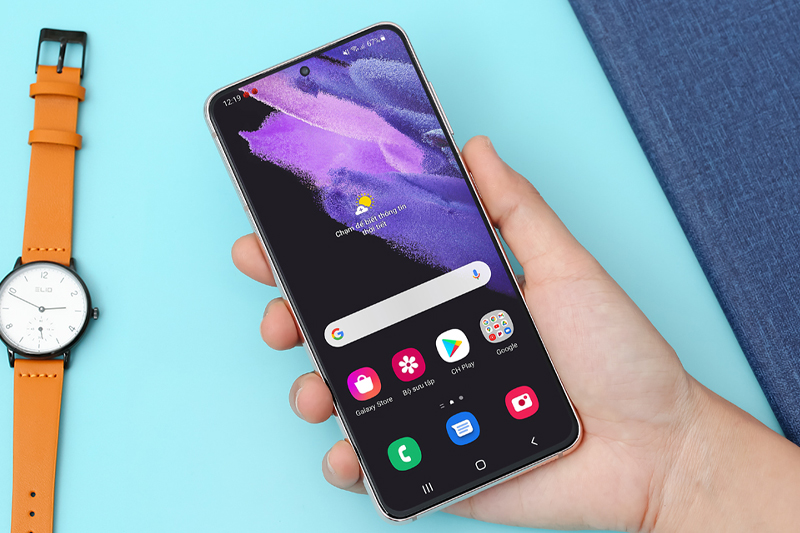 12:19
67%
Chạm để biết thông tin
thời tiết
Galaxy Store
Bộ sưu tập
CH Play
Google
12
ELIO